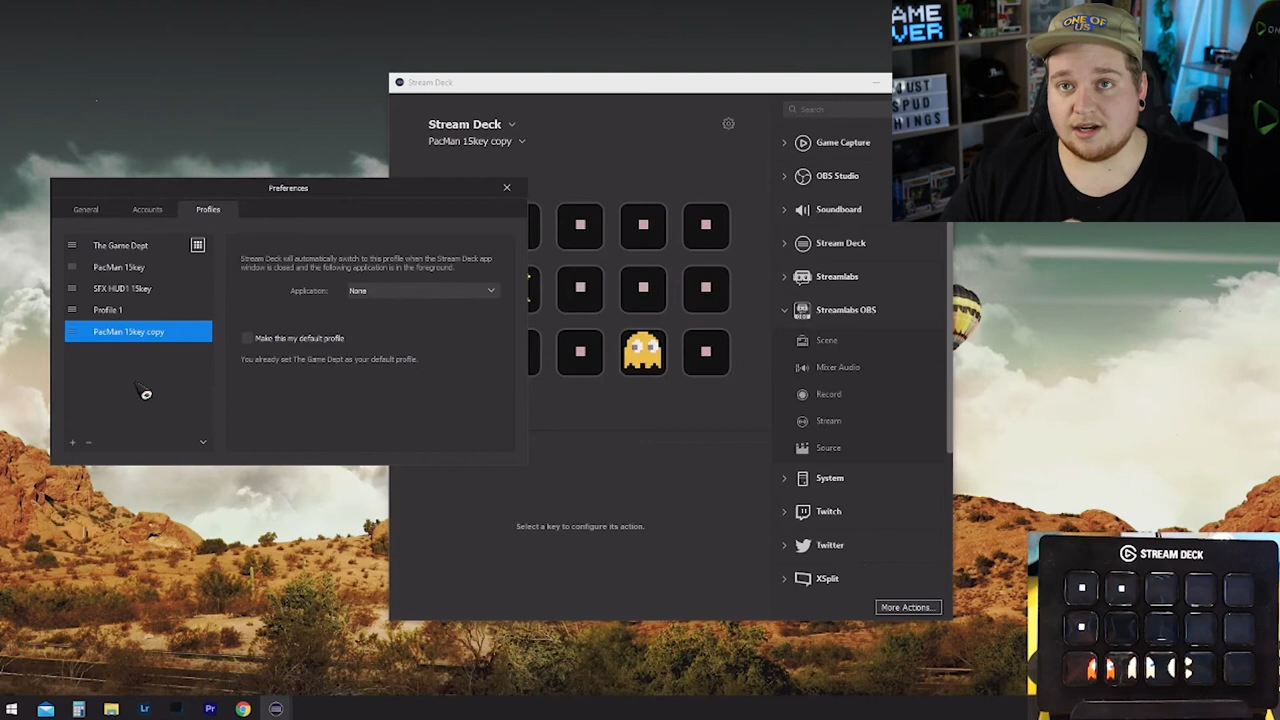 Stream Deck
Stream Deck
PacMan 15key copy
Search
Game Capture
OBS Studio
Soundboard
Stream Deck
Streamlabs
Streamlabs OBS
Scene
Mixer Audio
Record
Stream
Source
System
Twitch
Twitter
XSplit
More Actions...
Select a key to configure its action.
Preferences
General
Accounts
Profiles
The Game Dept
PacMan 15key
SFX HUD1 15key
Profile 1
PacMan 15key copy
Stream Deck will automatically switch to this profile when the Stream Deck app
window is closed and the following application is in the foreground.
Application:
None
Make this my default profile
You already set The Game Dept as your default profile.
AME
VER
JUST
SPUD
THINGS
ONE OF
US
STREAM DECK
Lr
Pr